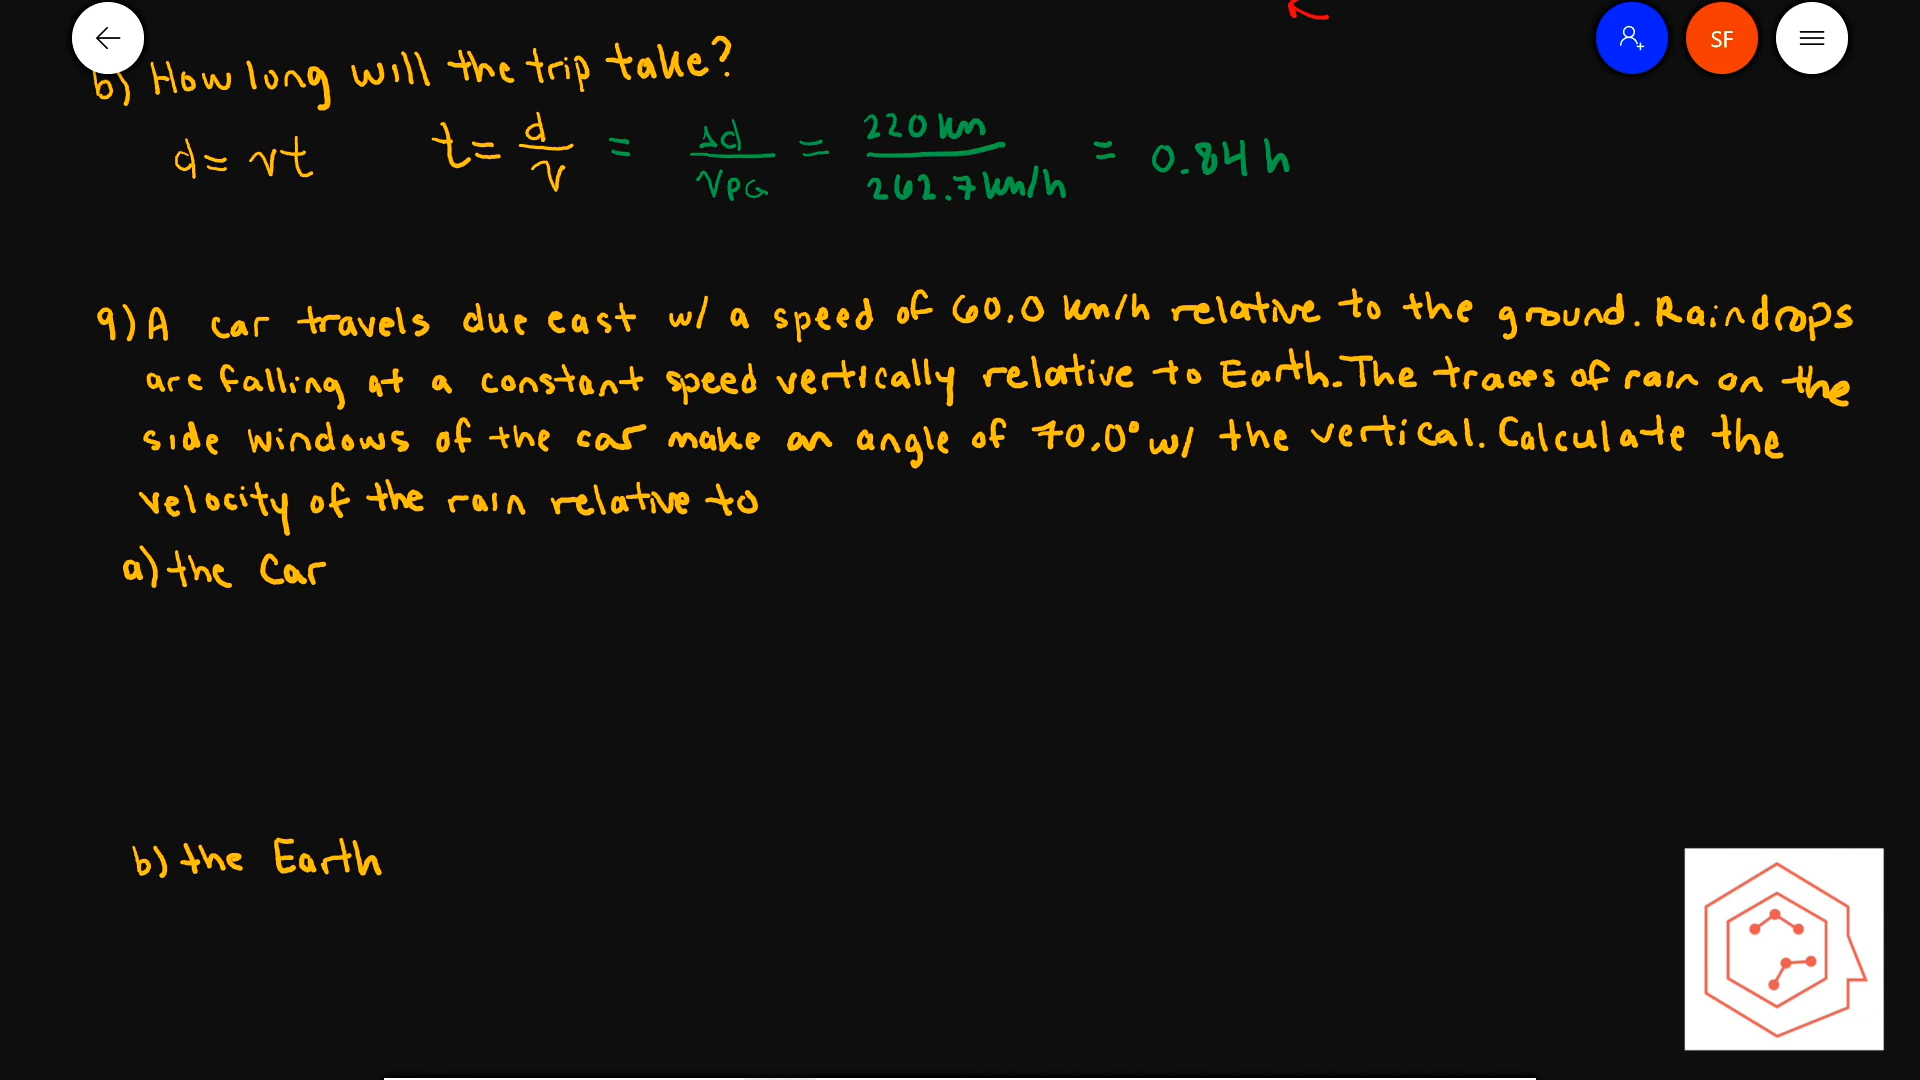 b) How long will the trip take?
d = vt t = d/v = Δd/vPG = 220 km/262.7 km/h = 0.84 h
SF
9) A car travels due east w/ a speed of 60.0 km/h relative to the ground. Raindrops
are falling at a constant speed vertically relative to Earth. The traces of rain on the
side windows of the car make an angle of 70.0° w/ the vertical. Calculate the
velocity of the rain relative to
a) the Car
b) the Earth